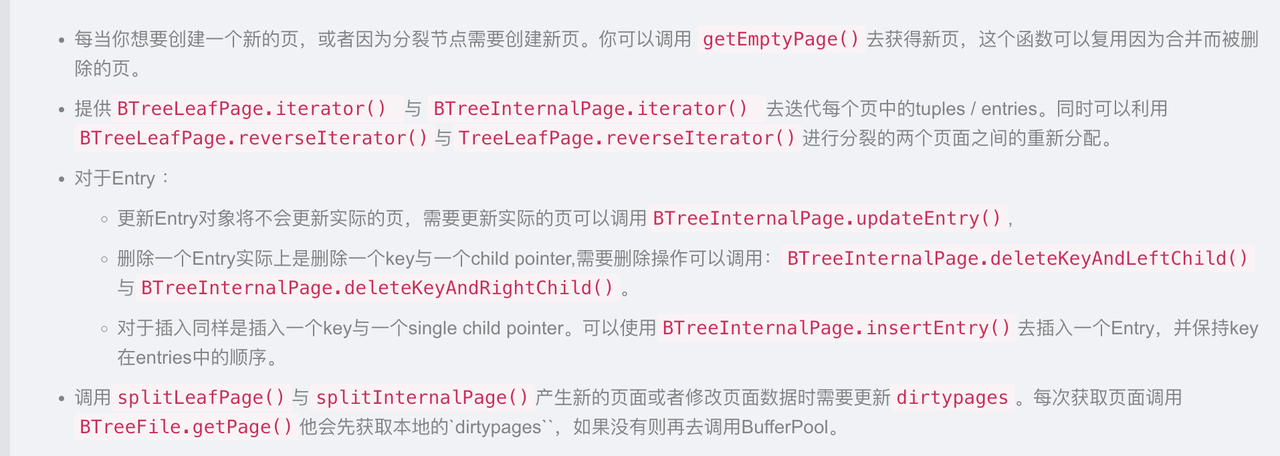 每当你想要创建一个新的页，或者因为分裂节点需要创建新页。你可以调用 getEmptyPage() 去获得新页，这个函数可以复用因为合并而被删
除的页。
提供 BTreeLeafPage.iterator() 与 BTreeInternalPage.iterator() 去迭代每个页中的tuples / entries。同时可以利用
BTreeLeafPage.reverseIterator() 与 TreeLeafPage.reverseIterator() 进行分裂的两个页面之间的重新分配。
对于Entry：
更新Entry对象将不会更新实际的页，需要更新实际的页可以调用 BTreeInternalPage.updateEntry() ,
删除一个Entry实际上是删除一个key与一个child pointer,需要删除操作可以调用： BTreeInternalPage.deleteKeyAndLeftChild()
与 BTreeInternalPage.deleteKeyAndRightChild() 。
对于插入同样是插入一个key与一个single child pointer。可以使用 BTreeInternalPage.insertEntry() 去插入一个Entry，并保持key
在entries中的顺序。
调用 splitLeafPage() 与 splitInternalPage() 产生新的页面或者修改页面数据时需要更新 dirtypages 。每次获取页面调用
BTreeFile.getPage() 他会先获取本地的`dirtypages``，如果没有则再去调用BufferPool。